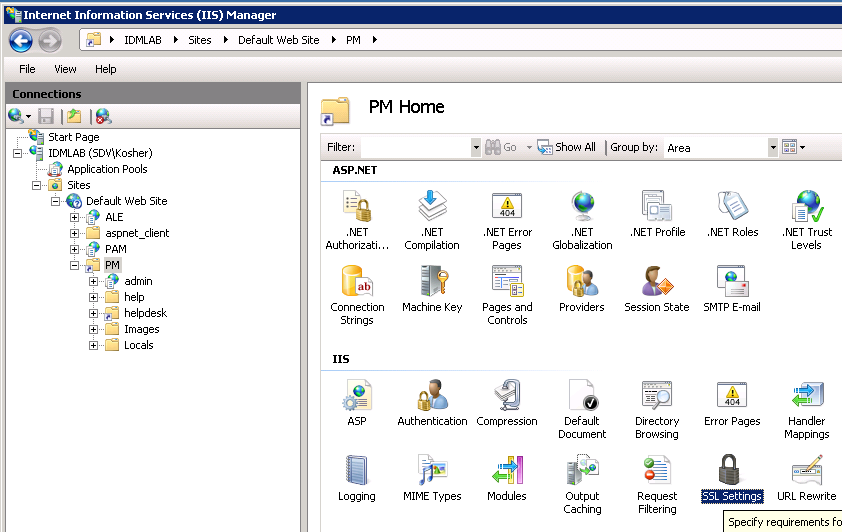 Internet Information Services (IIS) Manager
IDMLAB Sites Default Web Site PM
File View Help
Connections
Start Page
IDMLAB (SDV\Kosher)
Application Pools
Sites
Default Web Site
ALE
aspnet_client
PAM
PM
admin
help
helpdesk
Images
Locals
PM Home
Filter: Go Show All Group by: Area
ASP.NET
.NET Authorizati... .NET Compilation .NET Error Pages .NET Globalization .NET Profile .NET Roles .NET Trust Levels
Connection Strings Machine Key Pages and Controls Providers Session State SMTP E-mail
IIS
ASP Authentication Compression Default Document Directory Browsing Error Pages Handler Mappings
Logging MIME Types Modules Output Caching Request Filtering SSL Settings URL Rewrite
Specify requirements fo